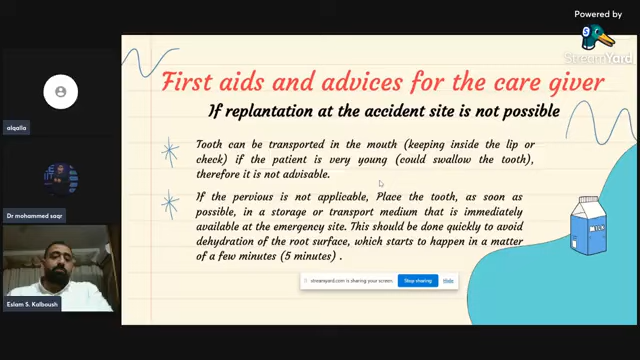 Powered by
StreamYard
First aids and advices for the care giver
If replantation at the accident site is not possible
Tooth can be transported in the mouth (keeping inside the lip or
check) if the patient is very young (could swallow the tooth),
therefore it is not advisable.
If the pervious is not applicable, Place the tooth, as soon as
possible, in a storage or transport medium that is immediately
available at the emergency site. This should be done quickly to avoid
dehydration of the root surface, which starts to happen in a matter
of a few minutes (5 minutes) .
streamyard.com is sharing your screen.
Stop sharing
Hide
alqalla
Dr mohammed saqr
Eslam S. Kalboush